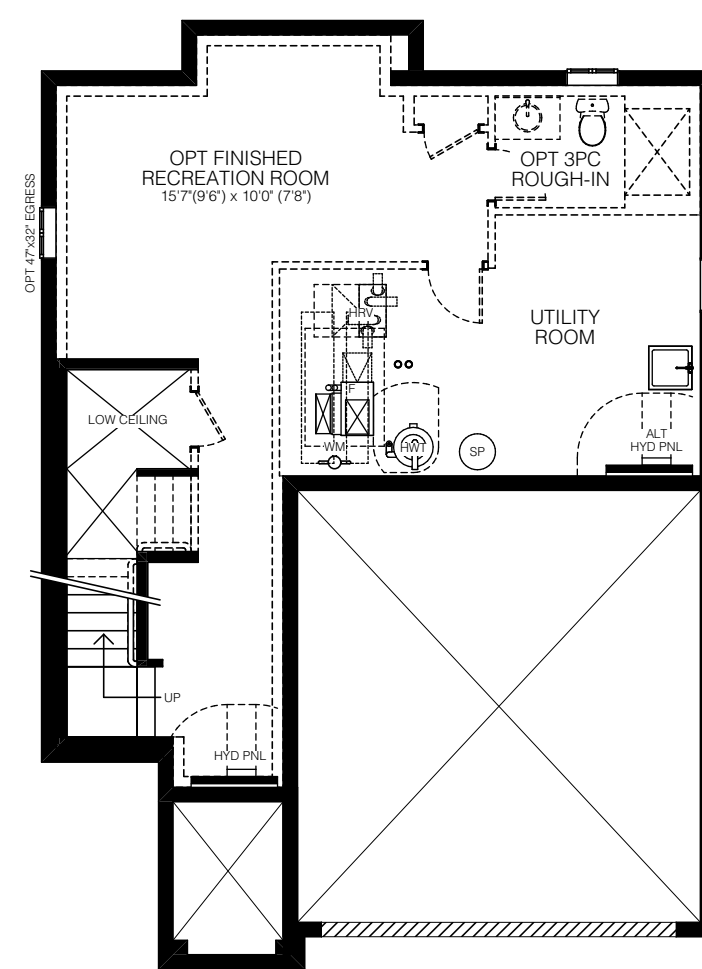 OPT FINISHED
RECREATION ROOM
15'7"(9'6") x 10'0" (7'8")
OPT 3PC
ROUGH-IN
OPT 47"x32" EGRESS
HRV
UTILITY
ROOM
F
LOW CEILING
WM
HWT
SP
ALT
HYD PNL
UP
HYD PNL